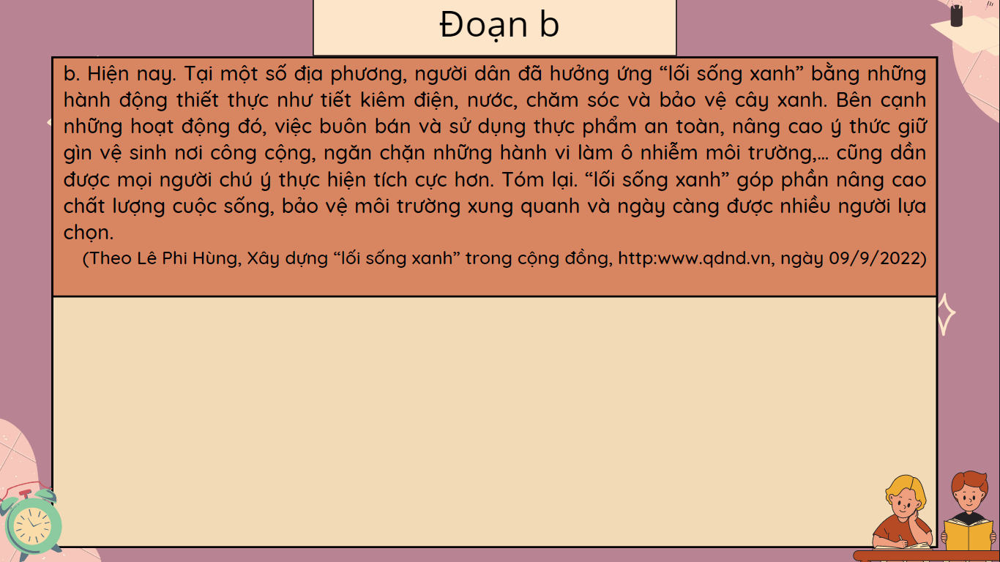 Đoạn b
b. Hiện nay. Tại một số địa phương, người dân đã hưởng ứng “lối sống xanh” bằng những
hành động thiết thực như tiết kiêm điện, nước, chăm sóc và bảo vệ cây xanh. Bên cạnh
những hoạt động đó, việc buôn bán và sử dụng thực phẩm an toàn, nâng cao ý thức giữ
gìn vệ sinh nơi công cộng, ngăn chặn những hành vi làm ô nhiễm môi trường,... cũng dần
được mọi người chú ý thực hiện tích cực hơn. Tóm lại. “lối sống xanh” góp phần nâng cao
chất lượng cuộc sống, bảo vệ môi trường xung quanh và ngày càng được nhiều người lựa
chọn.
(Theo Lê Phi Hùng, Xây dựng “lối sống xanh” trong cộng đồng, http:www.qdnd.vn, ngày 09/9/2022)